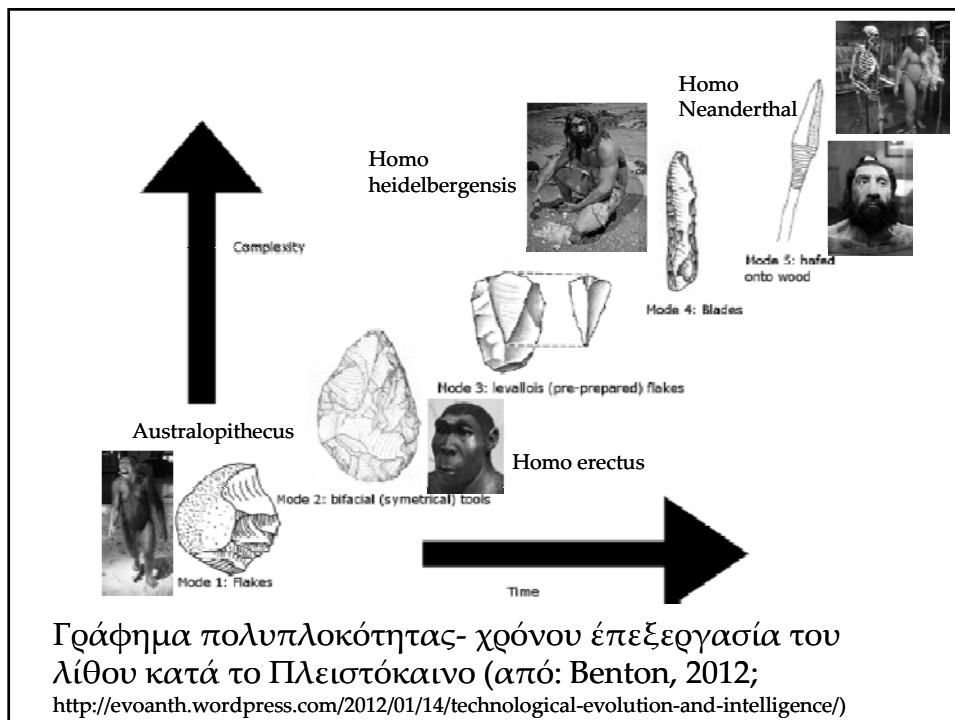 Homo
Neanderthal
Homo
heidelbergensis
Complexity
Mode 5: hafed
onto wood
Mode 4: Blades
Mode 3: levallois (pre-prepared) flakes
Australopithecus
Homo erectus
Mode 2: bifacial (symetrical) tools
Mode 1: Flakes
Time
Γράφημα πολυπλοκότητας- χρόνου έπεξεργασία του
λίθου κατά το Πλειστόκαινο (από: Benton, 2012;
http://evoanth.wordpress.com/2012/01/14/technological-evolution-and-intelligence/)